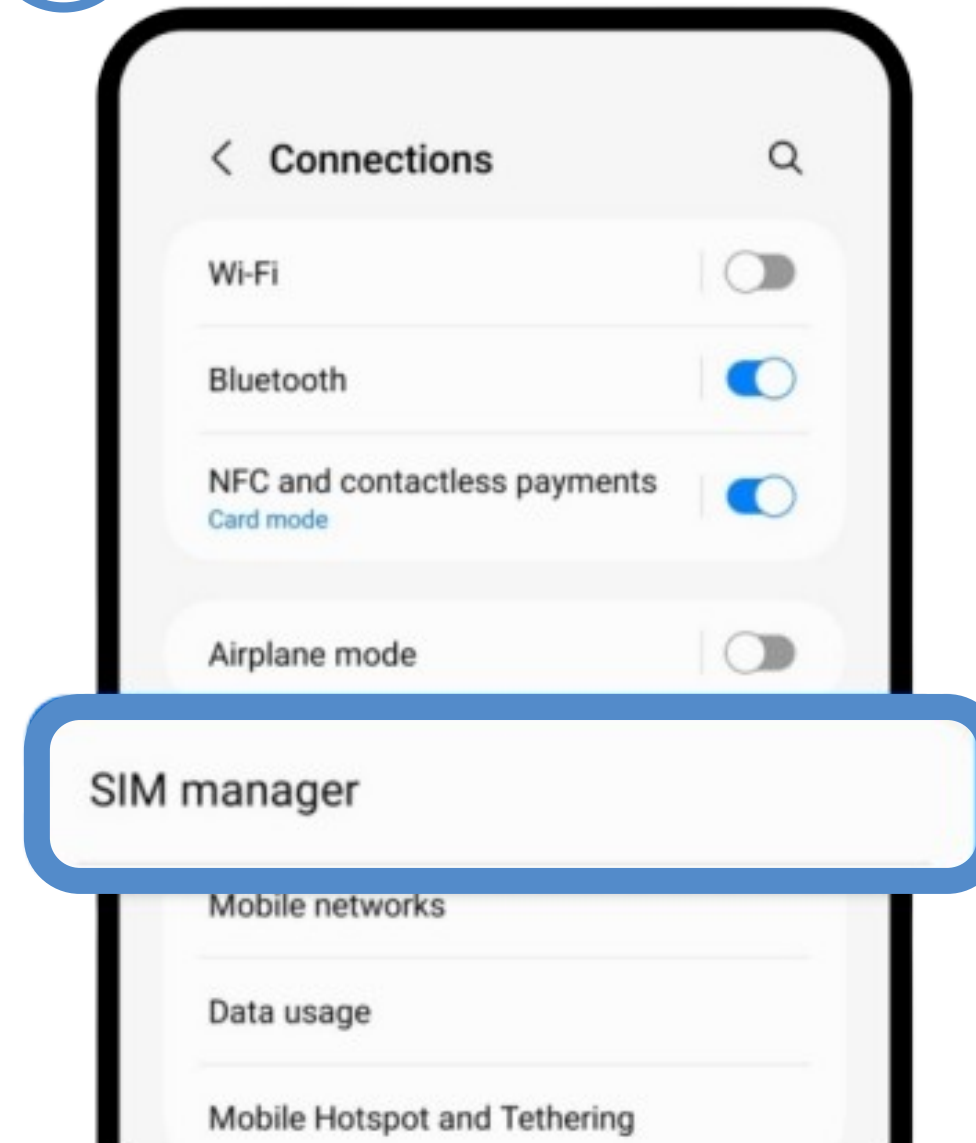 Connections
Wi-Fi
Bluetooth
NFC and contactless payments
Card mode
Airplane mode
SIM manager
Mobile networks
Data usage
Mobile Hotspot and Tethering